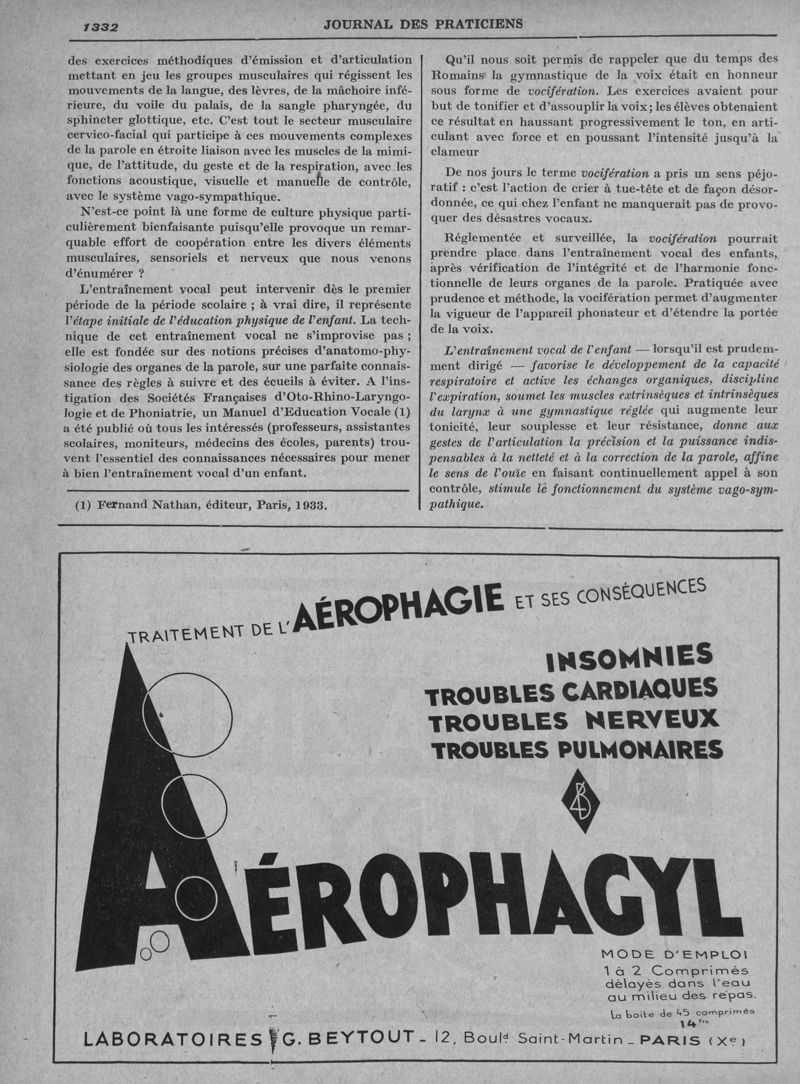 1332
JOURNAL DES PRATICIENS
des exercices méthodiques d'émission et d'articulation
mettant en jeu les groupes musculaires qui régissent les
mouvements de la langue, des lèvres, de la mâchoire infé-
rieure, du voile du palais, de la sangle pharyngée, du
sphincter glottique, etc. C'est tout le secteur musculaire
cervico-facial qui participe à ces mouvements complexes
de la parole en étroite liaison avec les muscles de la mimi-
que, de l'attitude, du geste et de la respiration, avec les
fonctions acoustique, visuelle et manuelle de contrôle,
avec le système vago-sympathique.
N'est-ce point là une forme de culture physique parti-
culièrement bienfaisante puisqu'elle provoque un remar-
quable effort de coopération entre les divers éléments
musculaires, sensoriels et nerveux que nous venons
d'énumérer ?
L'entraînement vocal peut intervenir dès le premier
période de la période scolaire ; à vrai dire, il représente
l'étape initiale de l'éducation physique de l'enfant. La tech-
nique de cet entraînement vocal ne s'improvise pas ;
elle est fondée sur des notions précises d'anatomo-phy-
siologie des organes de la parole, sur une parfaite connais-
sance des règles à suivre et des écueils à éviter. A l'ins-
tigation des Sociétés Françaises d'Oto-Rhino-Laryngo-
logie et de Phoniatrie, un Manuel d'Education Vocale (1)
a été publié où tous les intéressés (professeurs, assistantes
scolaires, moniteurs, médecins des écoles, parents) trou-
vent l'essentiel des connaissances nécessaires pour mener
à bien l'entraînement vocal d'un enfant.
(1) Fernand Nathan, éditeur, Paris, 1933.
Qu'il nous soit permis de rappeler que du temps des
Romains la gymnastique de la voix était en honneur
sous forme de vocifération. Les exercices avaient pour
but de tonifier et d'assouplir la voix ; les élèves obtenaient
ce résultat en haussant progressivement le ton, en arti-
culant avec force et en poussant l'intensité jusqu'à la
clameur
De nos jours le terme vocifération a pris un sens péjo-
ratif : c'est l'action de crier à tue-tête et de façon désor-
donnée, ce qui chez l'enfant ne manquerait pas de provo-
quer des désastres vocaux.
Réglementée et surveillée, la vocifération pourrait
prendre place dans l'entraînement vocal des enfants,
après vérification de l'intégrité et de l'harmonie fonc-
tionnelle de leurs organes de la parole. Pratiquée avec
prudence et méthode, la vocifération permet d'augmenter
la vigueur de l'appareil phonateur et d'étendre la portée
de la voix.
L'entraînement vocal de l'enfant — lorsqu'il est prudem-
ment dirigé — favorise le développement de la capacité
respiratoire et active les échanges organiques, discipline
l'expiration, soumet les muscles extrinsèques et intrinsèques
du larynx à une gymnastique réglée qui augmente leur
tonicité, leur souplesse et leur résistance, donne aux
gestes de l'articulation la précision et la puissance indis-
pensables à la netteté et à la correction de la parole, affine
le sens de l'ouïe en faisant continuellement appel à son
contrôle, stimule le fonctionnement du système vago-sym-
pathique.
TRAITEMENT DE L'AÉROPHAGIE ET SES CONSÉQUENCES
INSOMNIES
TROUBLES CARDIAQUES
TROUBLES NERVEUX
TROUBLES PULMONAIRES
AÉROPHAGYL
MODE D'EMPLOI
1 à 2 Comprimés
délayés dans l'eau
au milieu des repas.
La boite de 45 comprimés
14 frs
LABORATOIRES G. BEYTOUT - 12, Bould Saint-Martin - PARIS (Xe)